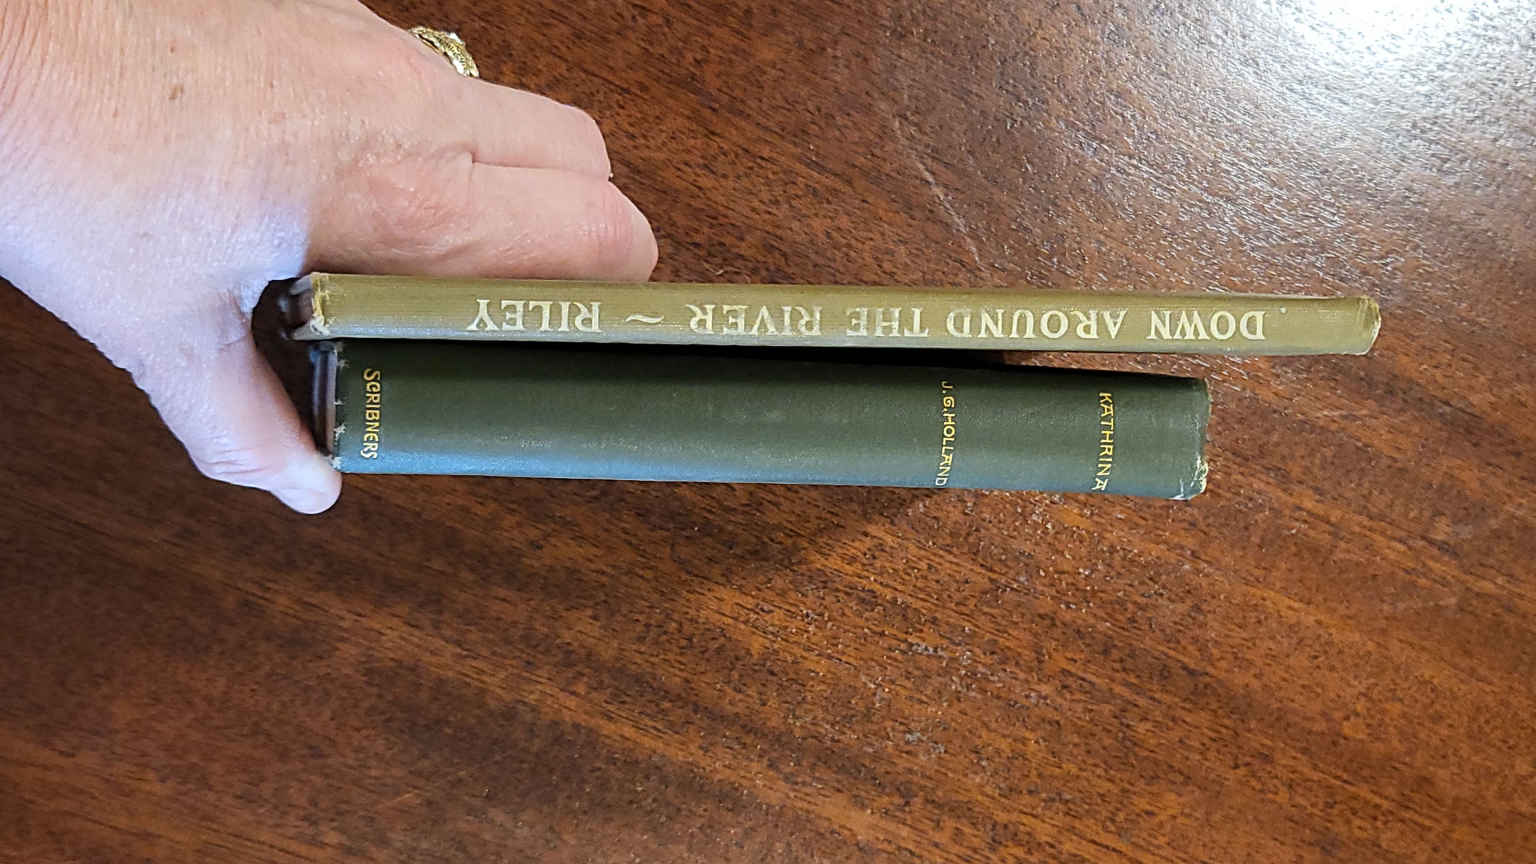 DOWN AROUND THE RIVER ~ RILEY
KATHRINA
J.G.HOLLAND
SCRIBNERS